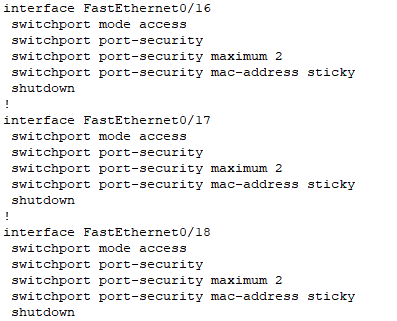 interface FastEthernet0/16
 switchport mode access
 switchport port-security
 switchport port-security maximum 2
 switchport port-security mac-address sticky
 shutdown
!
interface FastEthernet0/17
 switchport mode access
 switchport port-security
 switchport port-security maximum 2
 switchport port-security mac-address sticky
 shutdown
!
interface FastEthernet0/18
 switchport mode access
 switchport port-security
 switchport port-security maximum 2
 switchport port-security mac-address sticky
 shutdown